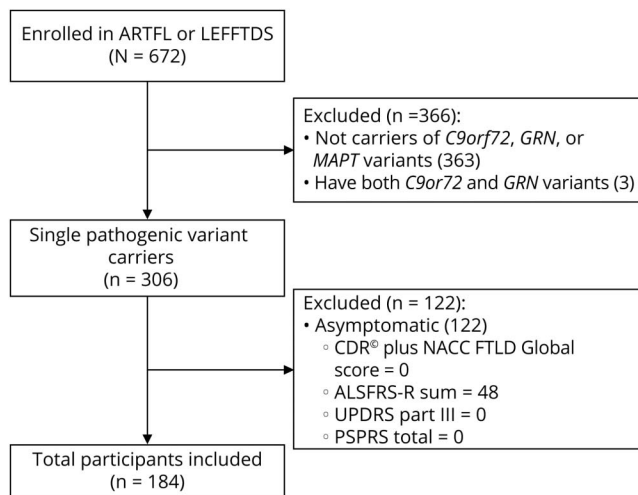 Enrolled in ARTFL or LEFFTDS
(N = 672)
Excluded (n =366):
• Not carriers of C9orf72, GRN, or
MAPT variants (363)
• Have both C9or72 and GRN variants (3)
Single pathogenic variant
carriers
(n = 306)
Excluded (n = 122):
• Asymptomatic (122)
◦ CDR© plus NACC FTLD Global
score = 0
◦ ALSFRS-R sum = 48
◦ UPDRS part III = 0
◦ PSPRS total = 0
Total participants included
(n = 184)